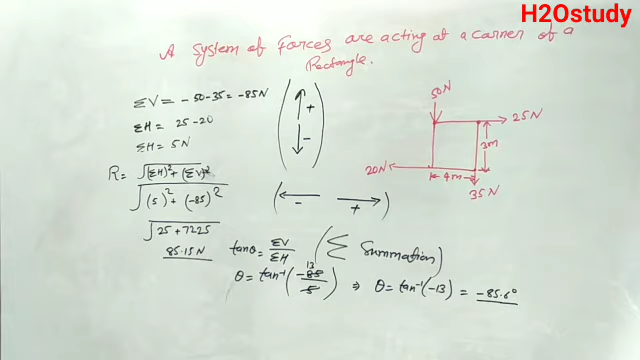 H2Ostudy
A System of Forces are acting at a corner of a
Rectangle.
ΣV = -50-35 = -85N
ΣH = 25-20
ΣH = 5N
R = √(ΣH)²+(ΣV)²
√(5)²+(-85)²
√25+7225
85.15N
+
-
-
+
50N
25N
3m
20N
4m
35N
tanθ = ΣV/ΣH
(Σ Summation)
θ = tan⁻¹(-85/5) 13 ⇒ θ = tan⁻¹(-13) = -85.6°